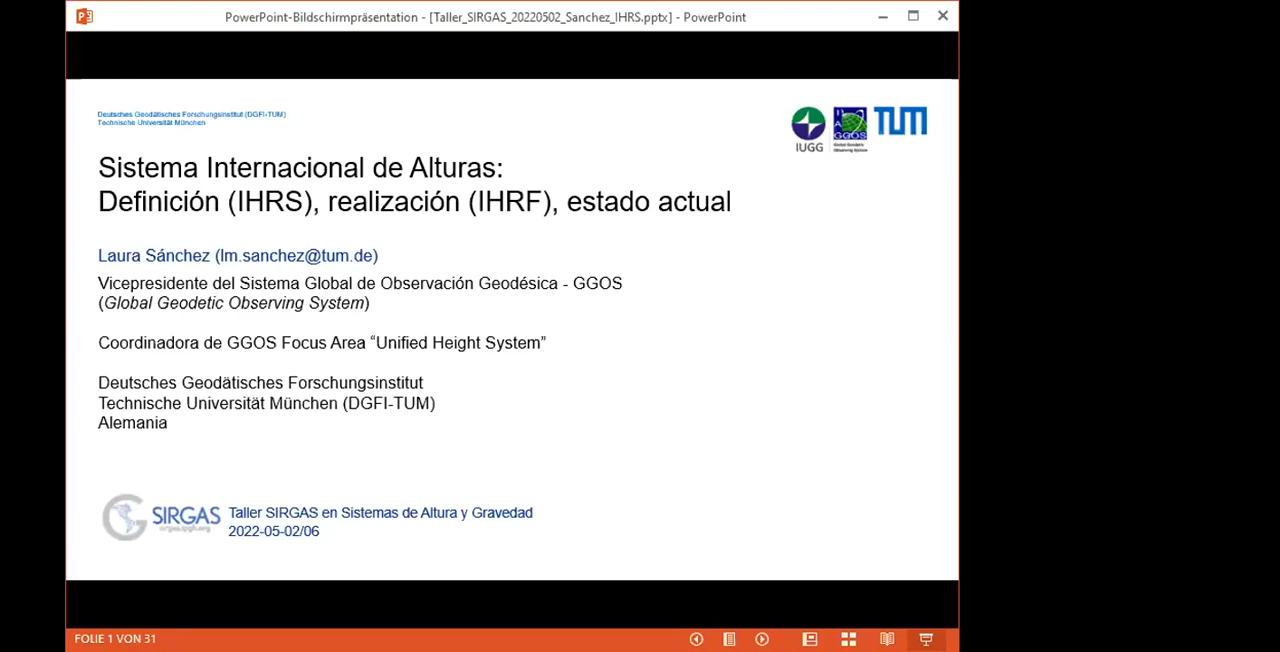 PowerPoint-Bildschirmpräsentation - [Taller_SIRGAS_20220502_Sanchez_IHRS.pptx] - PowerPoint
Deutsches Geodätisches Forschungsinstitut (DGFI-TUM)
Technische Universität München
IUGG
GGOS
Global Geodetic
Observing System
TUM
Sistema Internacional de Alturas:
Definición (IHRS), realización (IHRF), estado actual
Laura Sánchez (lm.sanchez@tum.de)
Vicepresidente del Sistema Global de Observación Geodésica - GGOS
(Global Geodetic Observing System)
Coordinadora de GGOS Focus Area “Unified Height System”
Deutsches Geodätisches Forschungsinstitut
Technische Universität München (DGFI-TUM)
Alemania
SIRGAS
Taller SIRGAS en Sistemas de Altura y Gravedad
2022-05-02/06
FOLIE 1 VON 31